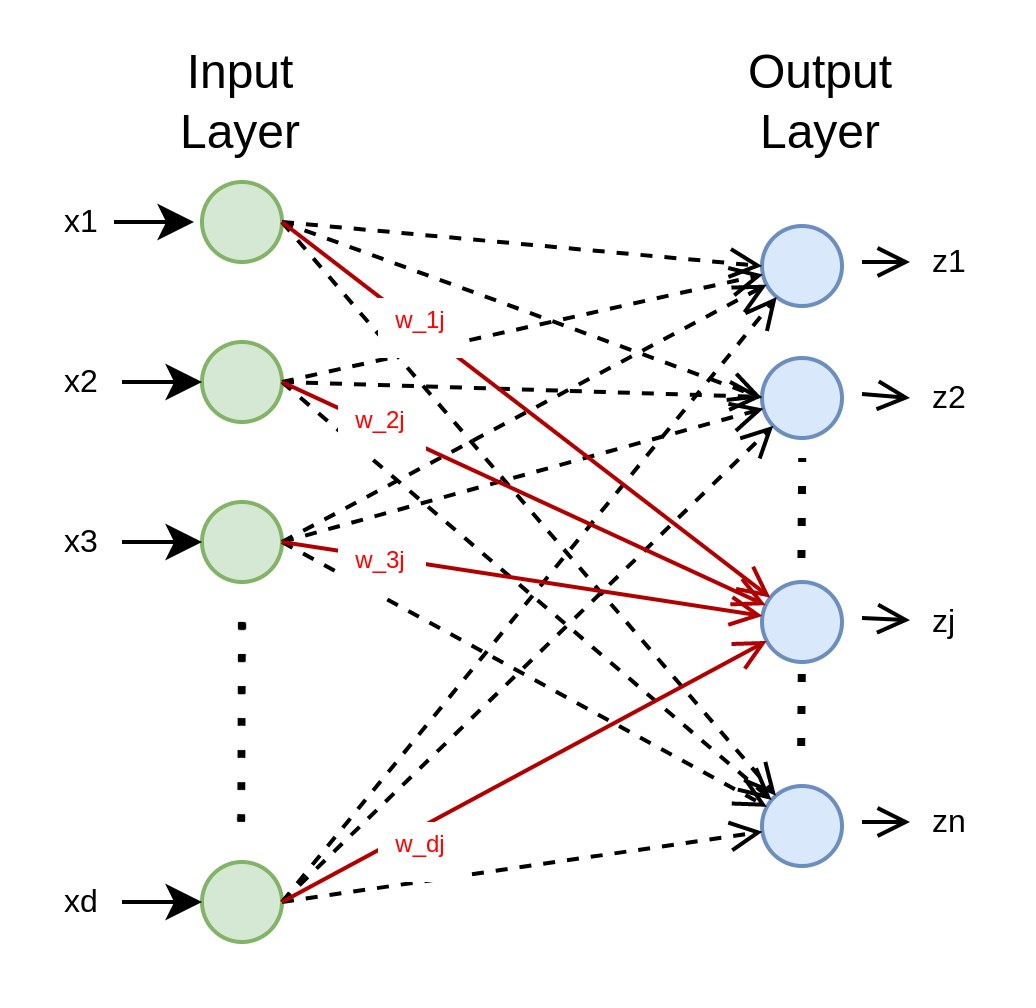 Input
Layer
Output
Layer
x1
z1
w_1j
x2
z2
w_2j
x3
w_3j
zj
zn
w_dj
xd